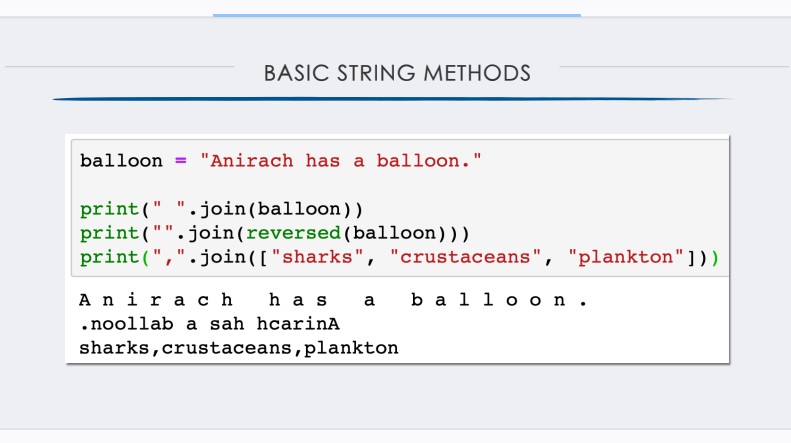 BASIC STRING METHODS
balloon = "Anirach has a balloon."
print(" ".join(balloon))
print("".join(reversed(balloon)))
print(",".join(["sharks", "crustaceans", "plankton"]))
A n i r a c h   h a s   a   b a l l o o n .
.noollab a sah hcarinA
sharks,crustaceans,plankton